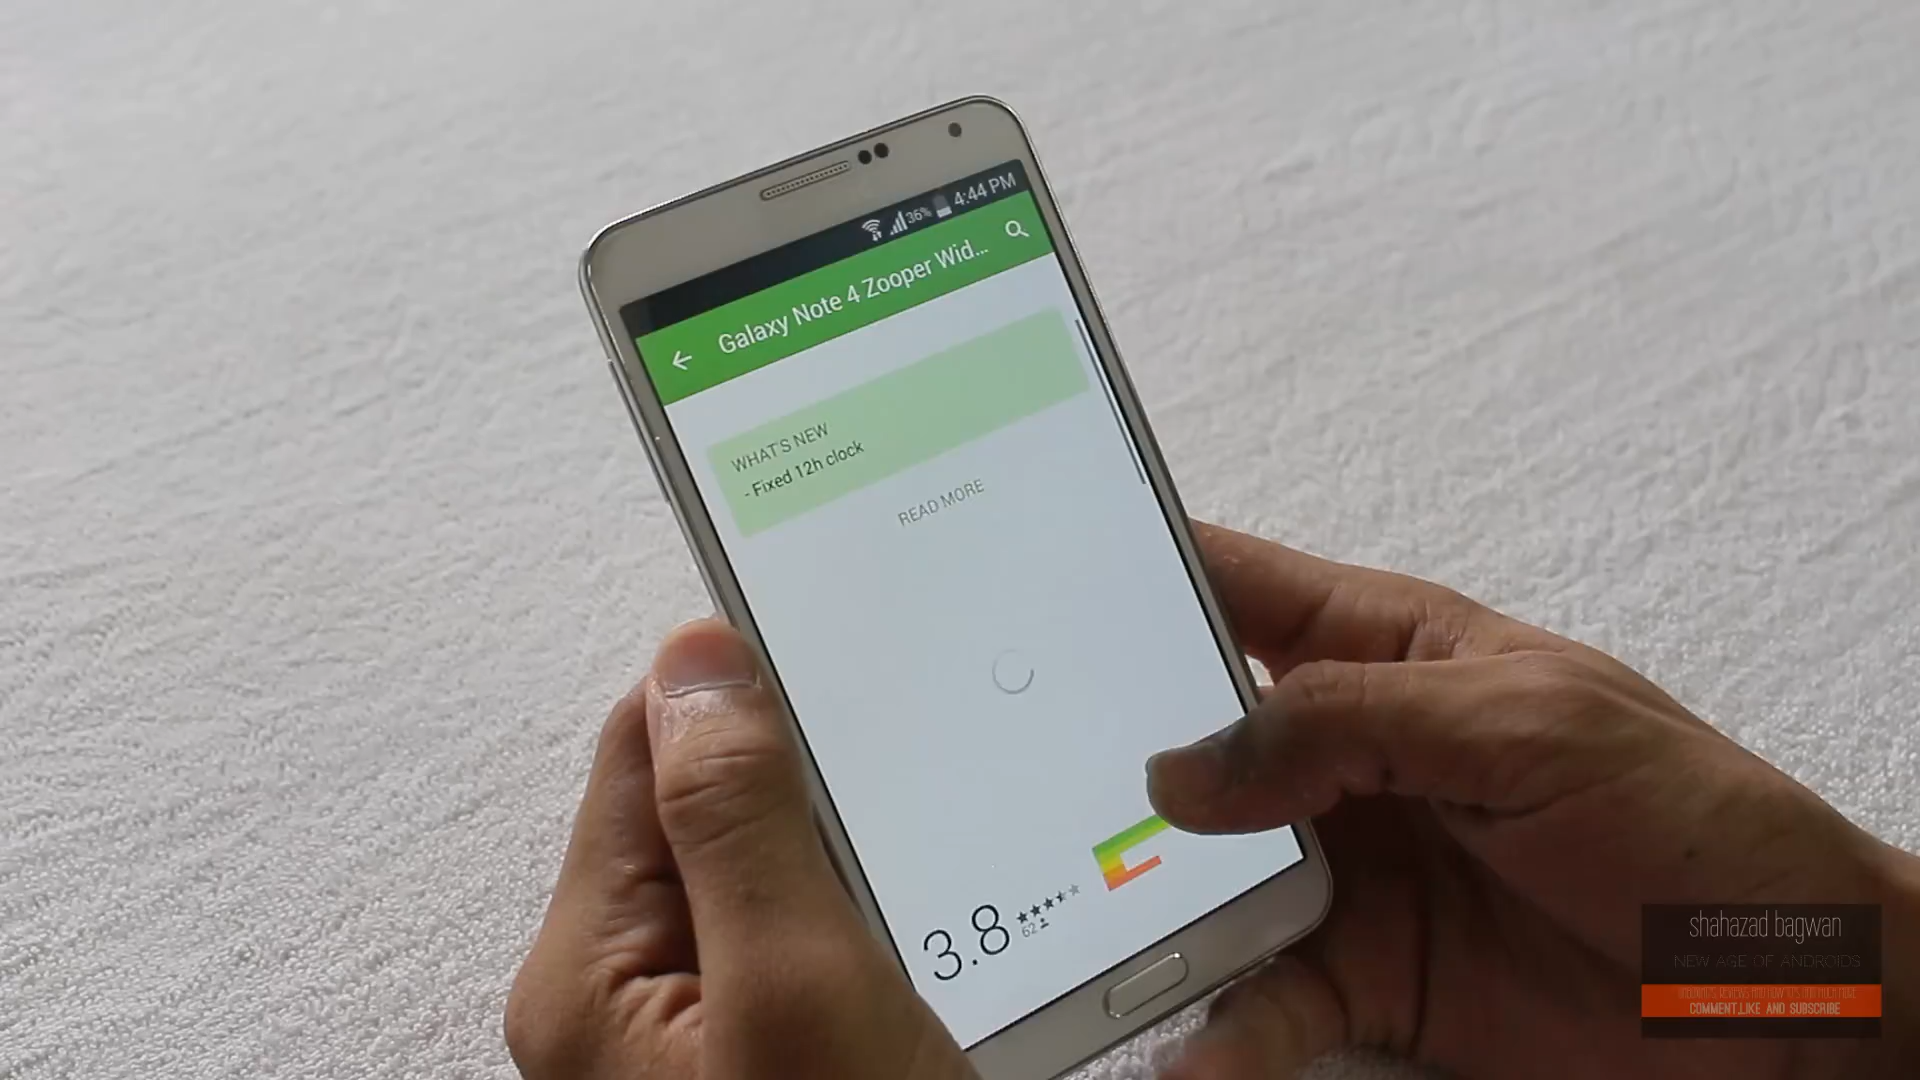 36% 4:44 PM
Galaxy Note 4 Zooper Wid...
WHAT'S NEW
- Fixed 12h clock
READ MORE
3.8
62
shahazad bagwan
NEW AGE OF ANDROIDS
COMMENT,LIKE AND SUBSCRIBE